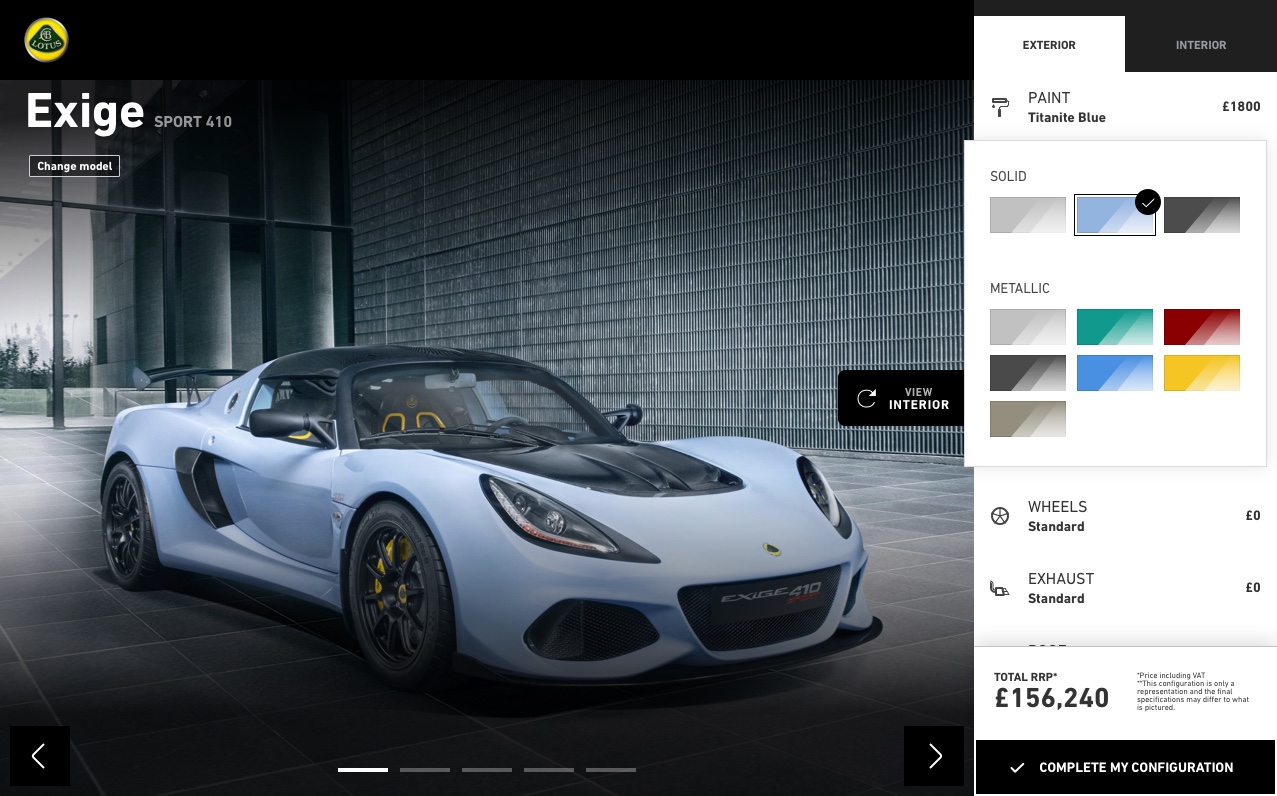 LOTUS
EXTERIOR
INTERIOR
Exige SPORT 410
Change model
PAINT
Titanite Blue
£1800
SOLID
METALLIC
VIEW
INTERIOR
EXIGE 410
SPORT
WHEELS
Standard
£0
EXHAUST
Standard
£0
TOTAL RRP*
£156,240
*Price including VAT
**This configuration is only a
representation and the final
specifications may differ to what
is pictured.
COMPLETE MY CONFIGURATION